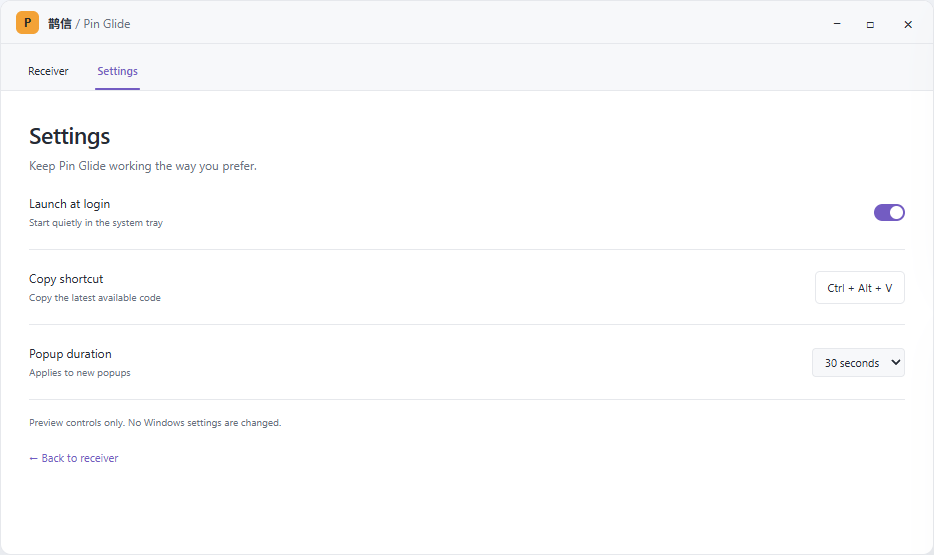 P 鹊信 / Pin Glide
Receiver Settings
Settings
Keep Pin Glide working the way you prefer.
Launch at login
Start quietly in the system tray
Copy shortcut
Ctrl + Alt + V
Copy the latest available code
Popup duration
30 seconds
Applies to new popups
Preview controls only. No Windows settings are changed.
← Back to receiver